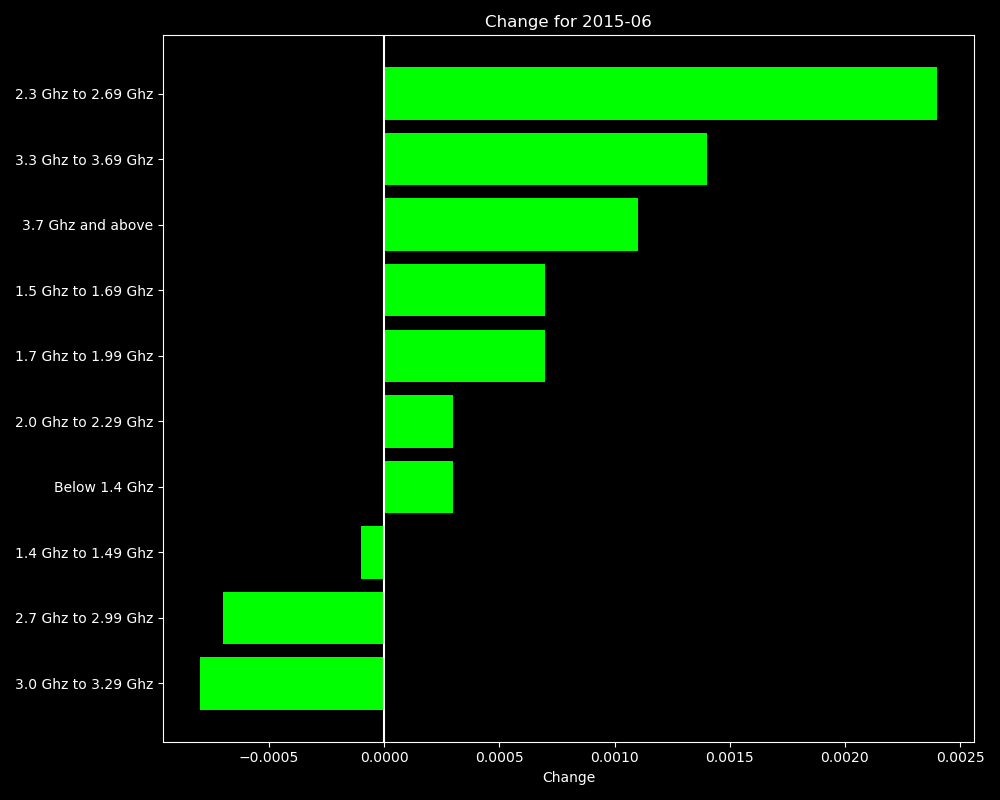 Change for 2015-06
2.3 Ghz to 2.69 Ghz
3.3 Ghz to 3.69 Ghz
3.7 Ghz and above
1.5 Ghz to 1.69 Ghz
1.7 Ghz to 1.99 Ghz
2.0 Ghz to 2.29 Ghz
Below 1.4 Ghz
1.4 Ghz to 1.49 Ghz
2.7 Ghz to 2.99 Ghz
3.0 Ghz to 3.29 Ghz
−0.0005 0.0000 0.0005 0.0010 0.0015 0.0020 0.0025
Change